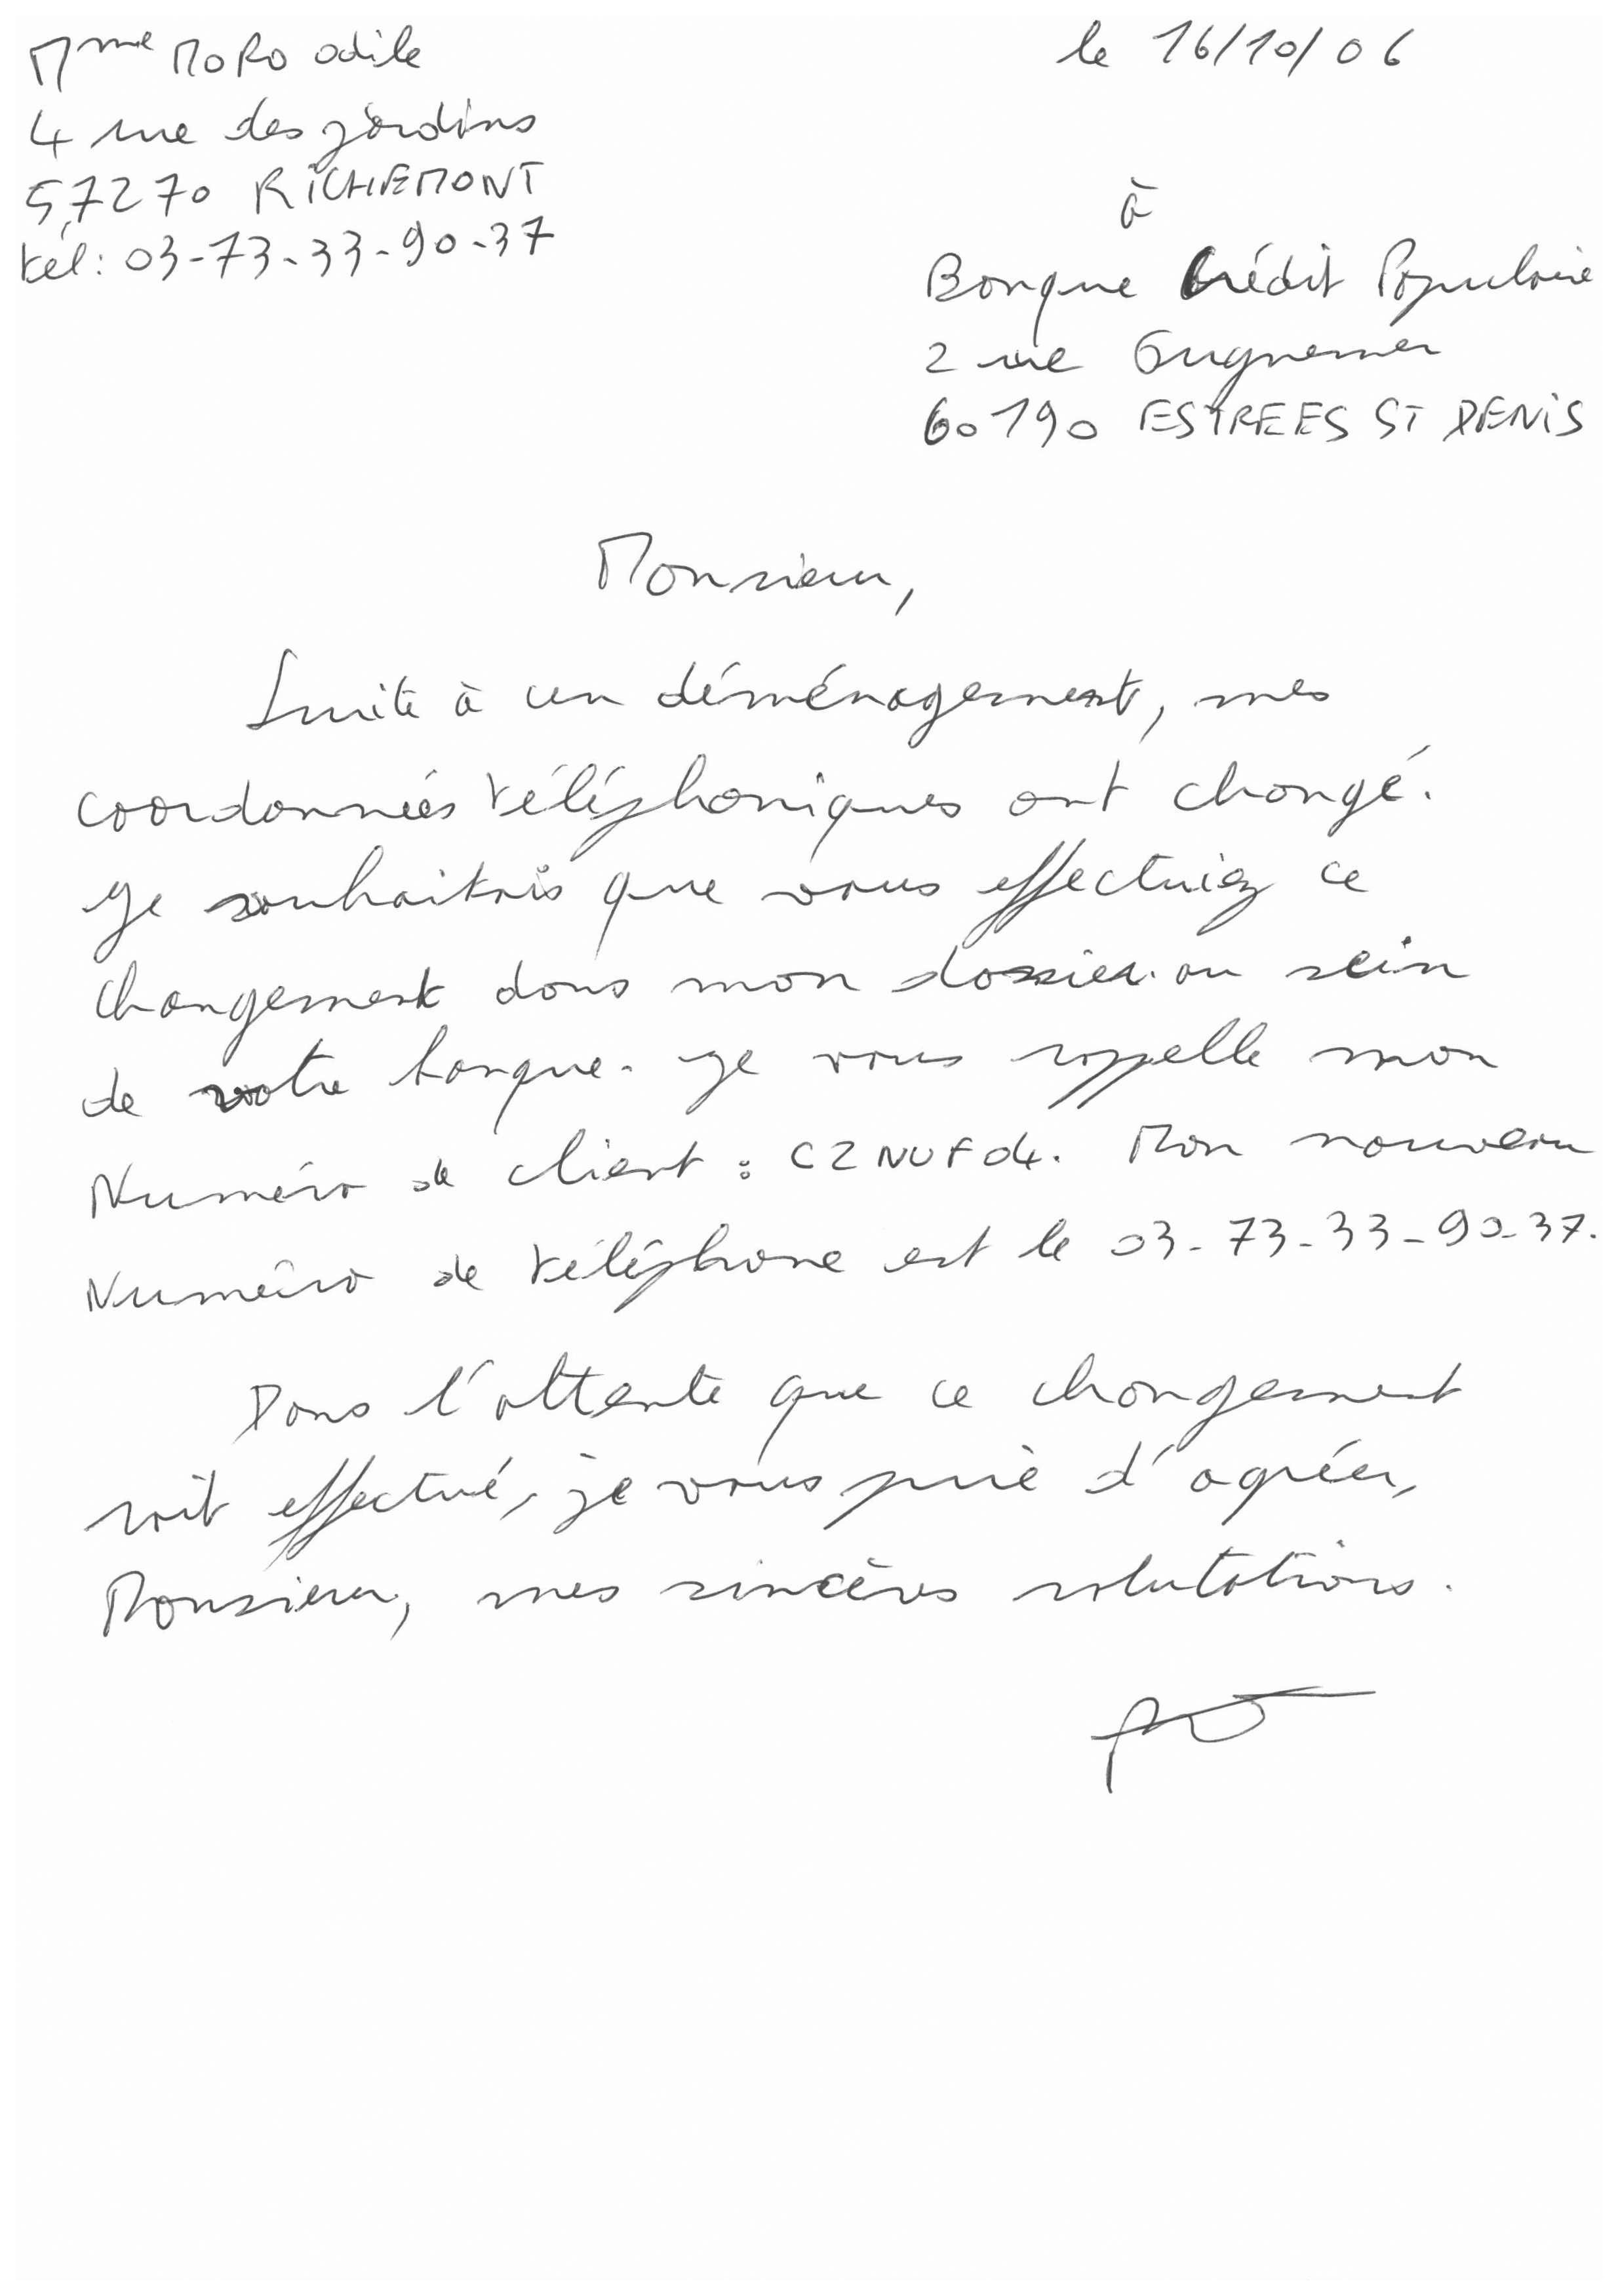 Mme MORO odile
4 rue des jardins
57270 RICHEMONT
tél: 03-73-33-90-37
le 16/10/06
à
Banque Crédit Populaire
2 rue Guynemer
60190 ESTREES ST DENIS
Monsieur,
Suite à un déménagement, mes
coordonnées téléphoniques ont changé.
Je souhaitais que vous effectuiez ce
changement dans mon dossier au sein
de votre banque. Je vous rappelle mon
Numéro de client : CZNUF04. Mon nouveau
Numéro de téléphone est le 03-73-33-90-37.
Dans l'attente que ce changement
soit effectué, je vous prie d'agréer,
Monsieur, mes sincères salutations.